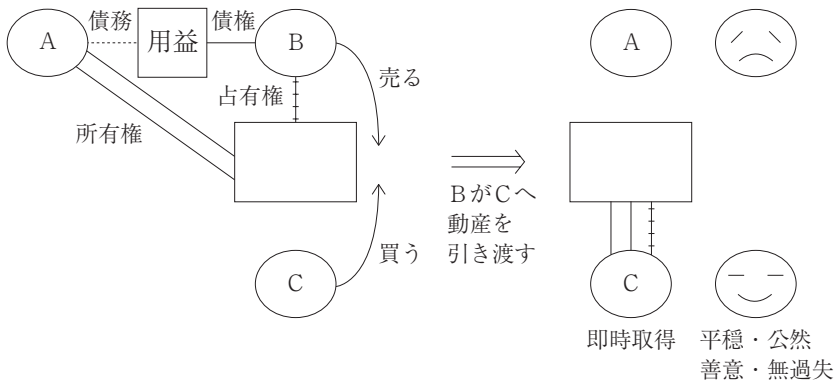 A
債務
用益
債権
B
売る
占有権
所有権
買う
C
BがCへ
動産を
引き渡す
A
C
即時取得
平穏・公然
善意・無過失